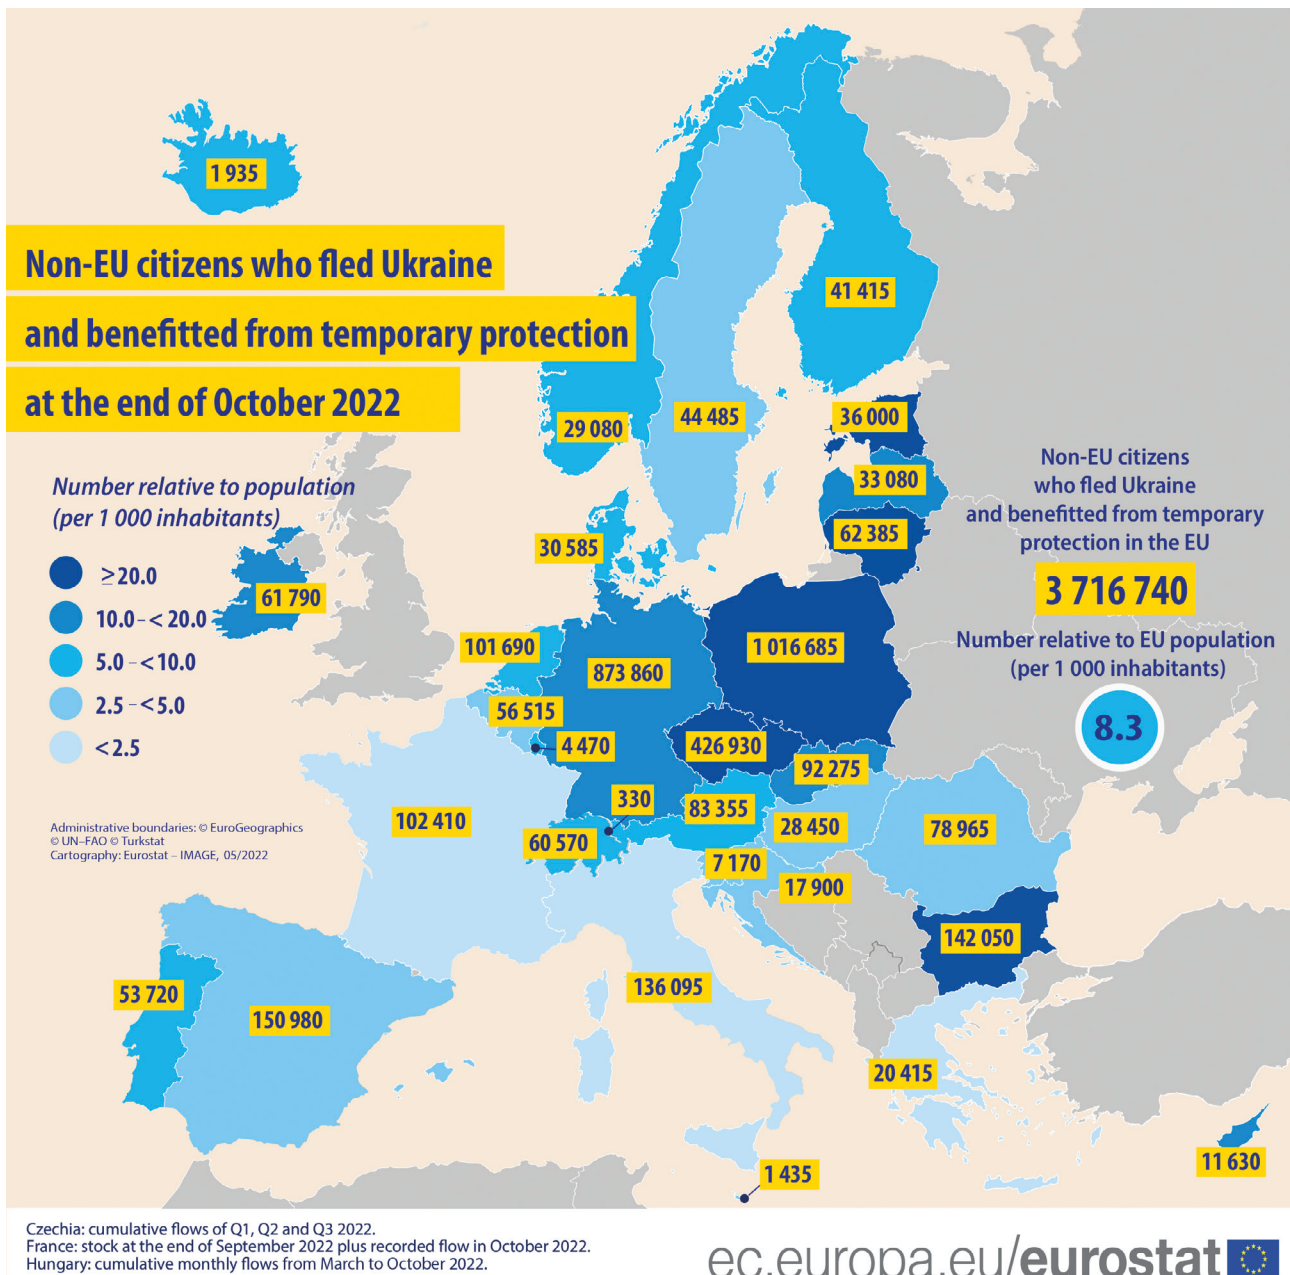 1 935
Non-EU citizens who fled Ukraine
and benefitted from temporary protection
at the end of October 2022
41 415
44 485
29 080
36 000
33 080
62 385
30 585
Number relative to population
(per 1 000 inhabitants)
≥20.0
10.0–<20.0
5.0–<10.0
2.5–<5.0
<2.5
61 790
Non-EU citizens
who fled Ukraine
and benefitted from temporary
protection in the EU
3 716 740
Number relative to EU population
(per 1 000 inhabitants)
8.3
101 690
873 860
1 016 685
56 515
4 470
426 930
92 275
330
83 355
102 410
60 570
28 450
78 965
7 170
17 900
142 050
Administrative boundaries: © EuroGeographics
© UN–FAO © Turkstat
Cartography: Eurostat – IMAGE, 05/2022
53 720
150 980
136 095
20 415
1 435
11 630
Czechia: cumulative flows of Q1, Q2 and Q3 2022.
France: stock at the end of September 2022 plus recorded flow in October 2022.
Hungary: cumulative monthly flows from March to October 2022.
ec.europa.eu/eurostat